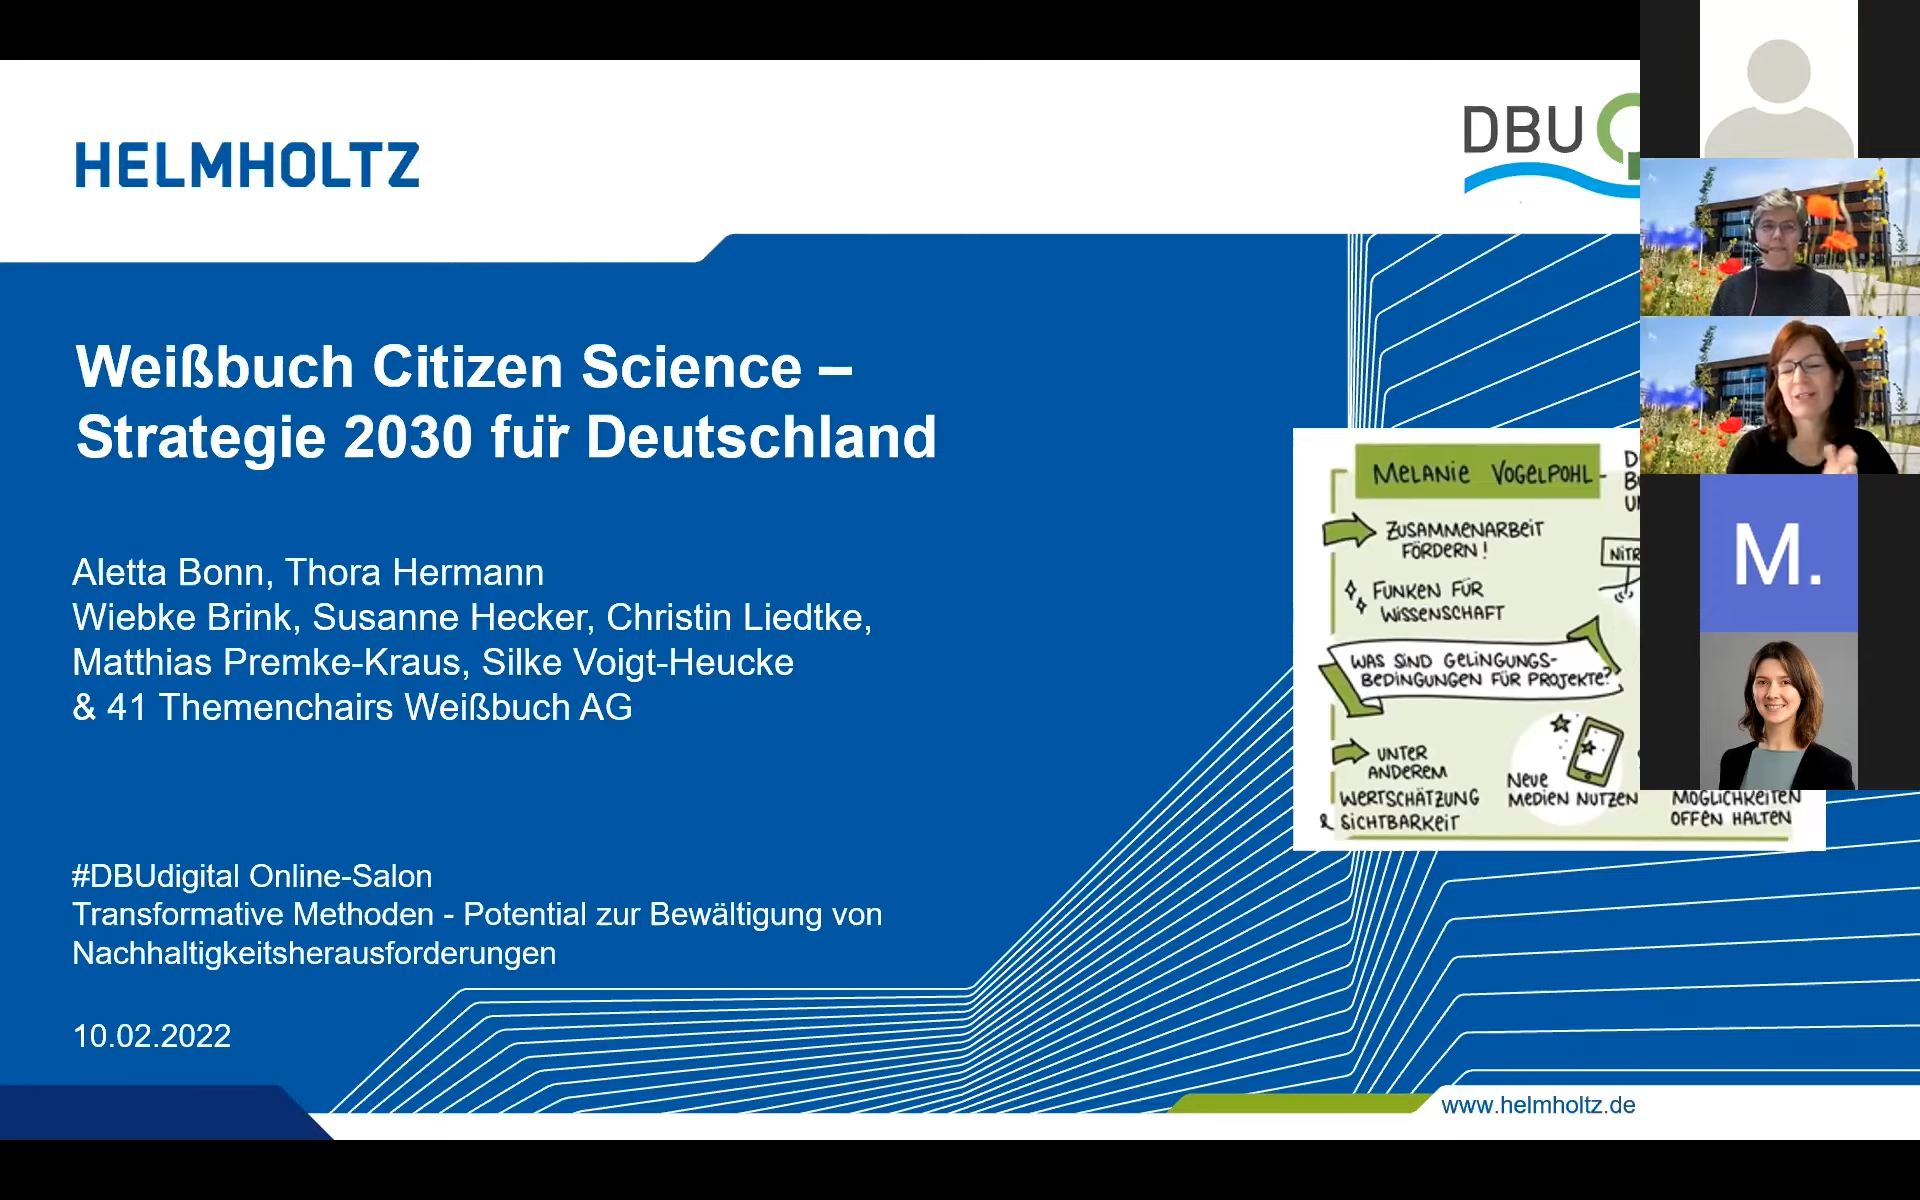 HELMHOLTZ
DBU
Weißbuch Citizen Science –
Strategie 2030 für Deutschland
Aletta Bonn, Thora Hermann
Wiebke Brink, Susanne Hecker, Christin Liedtke,
Matthias Premke-Kraus, Silke Voigt-Heucke
& 41 Themenchairs Weißbuch AG
#DBUdigital Online-Salon
Transformative Methoden - Potential zur Bewältigung von
Nachhaltigkeitsherausforderungen
10.02.2022
MELANIE VOGELPOHL
ZUSAMMENARBEIT
FÖRDERN!
FUNKEN FÜR
WISSENSCHAFT
WAS SIND GELINGUNGS-
BEDINGUNGEN FÜR PROJEKTE?
UNTER
ANDEREM
WERTSCHÄTZUNG
& SICHTBARKEIT
NEUE
MEDIEN NUTZEN
MÖGLICHKEITEN
OFFEN HALTEN
M.
www.helmholtz.de